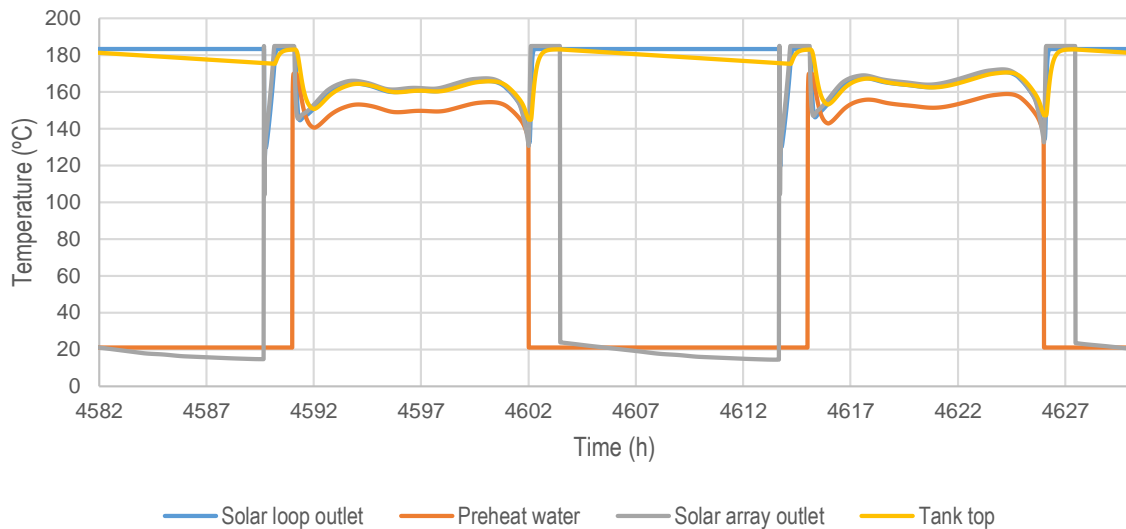 Temperature (ºC)
200
180
160
140
120
100
80
60
40
20
0
4582 4587 4592 4597 4602 4607 4612 4617 4622 4627
Time (h)
Solar loop outlet Preheat water Solar array outlet Tank top